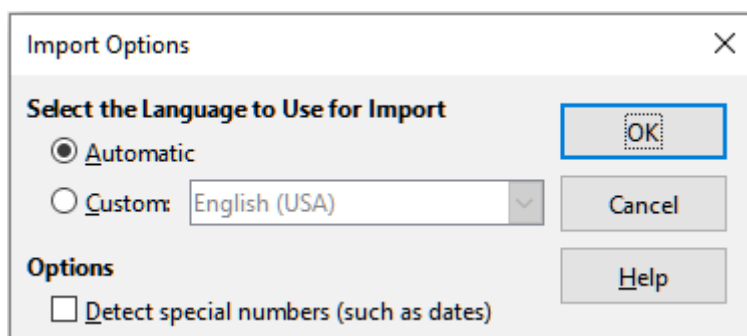 Import Options
Select the Language to Use for Import
OK
Automatic
Custom: English (USA)
Cancel
Options
Help
Detect special numbers (such as dates)